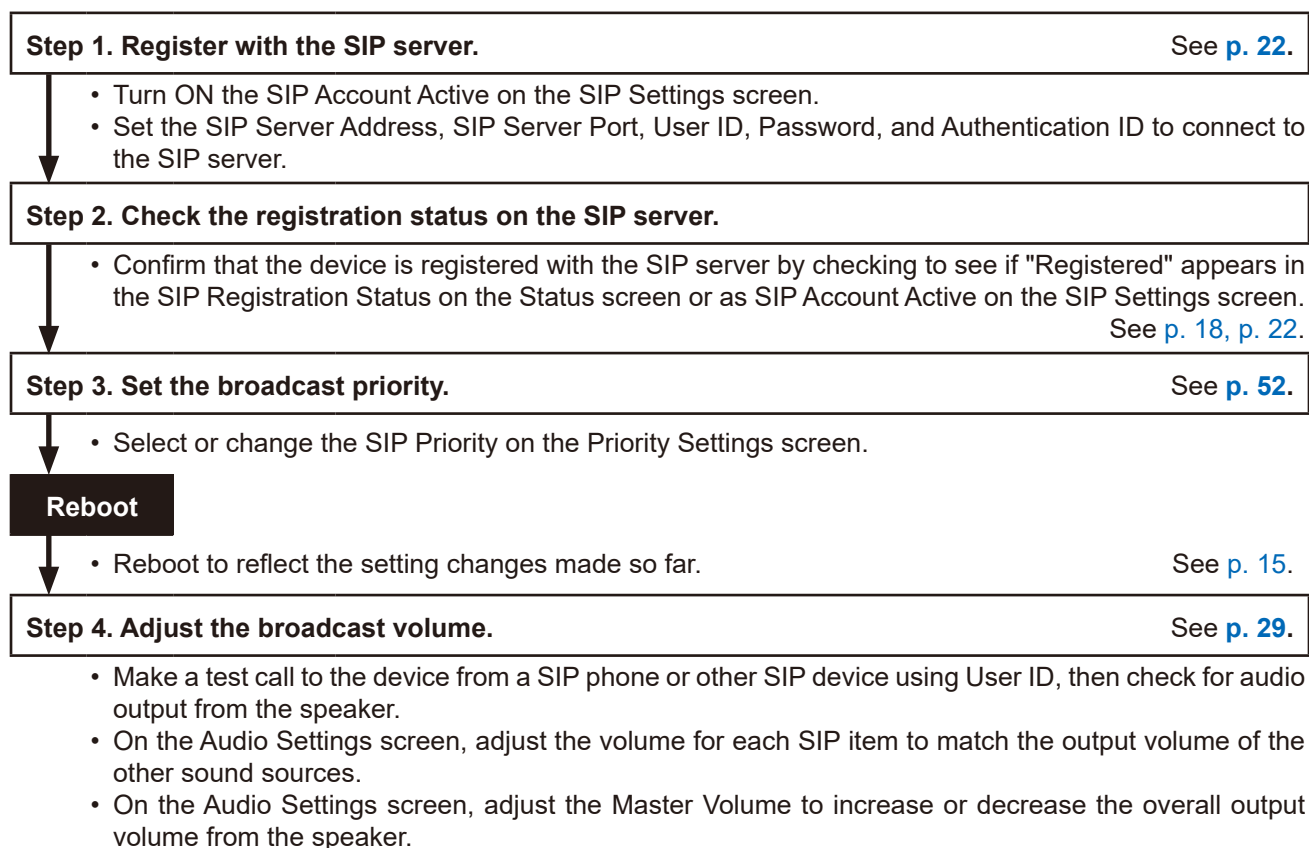 Step 1. Register with the SIP server. See p. 22.
• Turn ON the SIP Account Active on the SIP Settings screen.
• Set the SIP Server Address, SIP Server Port, User ID, Password, and Authentication ID to connect to
the SIP server.
Step 2. Check the registration status on the SIP server.
• Confirm that the device is registered with the SIP server by checking to see if "Registered" appears in
the SIP Registration Status on the Status screen or as SIP Account Active on the SIP Settings screen.
See p. 18, p. 22.
Step 3. Set the broadcast priority. See p. 52.
• Select or change the SIP Priority on the Priority Settings screen.
Reboot
• Reboot to reflect the setting changes made so far. See p. 15.
Step 4. Adjust the broadcast volume. See p. 29.
• Make a test call to the device from a SIP phone or other SIP device using User ID, then check for audio
output from the speaker.
• On the Audio Settings screen, adjust the volume for each SIP item to match the output volume of the
other sound sources.
• On the Audio Settings screen, adjust the Master Volume to increase or decrease the overall output
volume from the speaker.